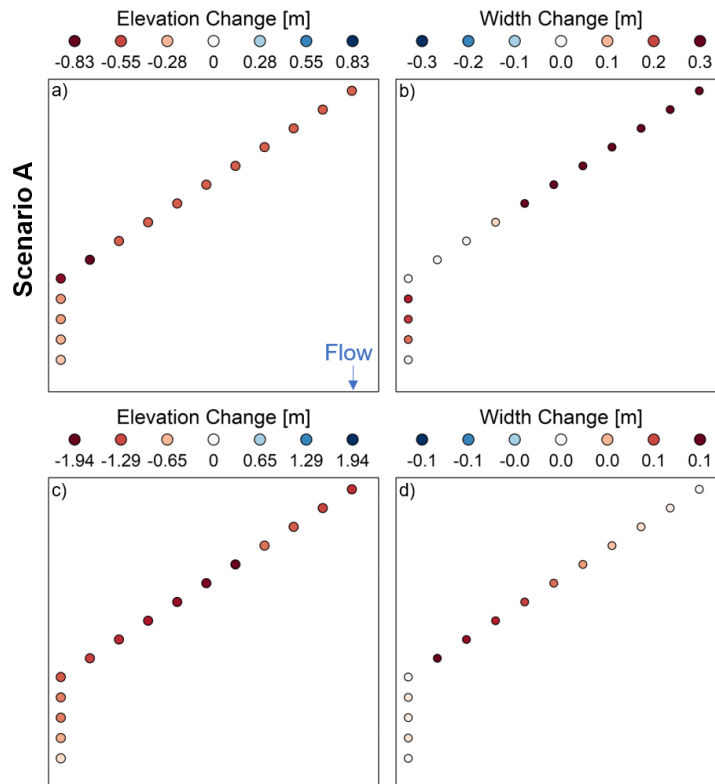 Elevation Change [m]
-0.83 -0.55 -0.28 0 0.28 0.55 0.83
Width Change [m]
-0.3 -0.2 -0.1 0.0 0.1 0.2 0.3
Scenario A
a)
b)
Flow
Elevation Change [m]
-1.94 -1.29 -0.65 0 0.65 1.29 1.94
Width Change [m]
-0.1 -0.1 -0.0 0.0 0.0 0.1 0.1
c)
d)